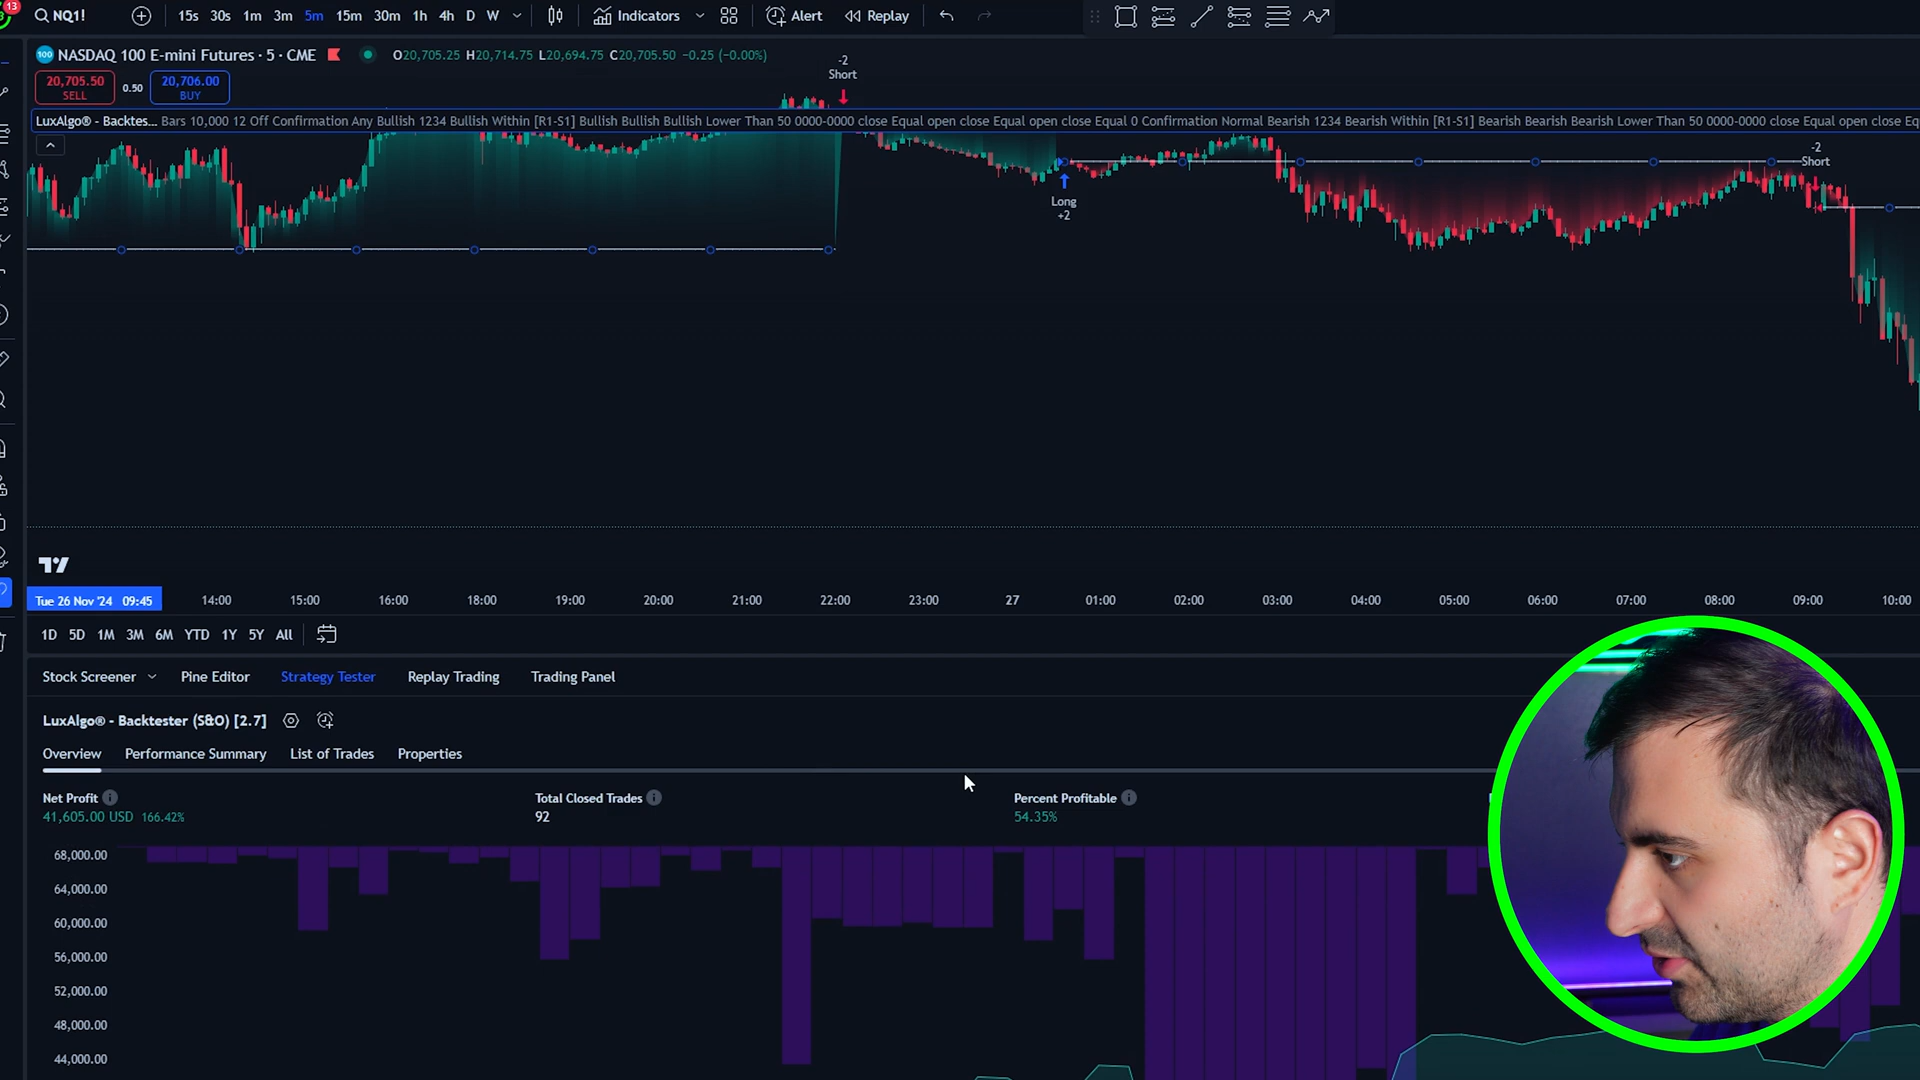 13
NQ1!
15s 30s 1m 3m 5m 15m 30m 1h 4h D W Indicators Alert Replay
100 NASDAQ 100 E-mini Futures · 5 · CME O20,705.25 H20,714.75 L20,694.75 C20,705.50 −0.25 (−0.00%)
-2
Short
20,705.50
SELL
0.50
20,706.00
BUY
LuxAlgo® - Backtes... Bars 10,000 12 Off Confirmation Any Bullish 1234 Bullish Within [R1-S1] Bullish Bullish Bullish Lower Than 50 0000-0000 close Equal open close Equal open close Equal 0 Confirmation Normal Bearish 1234 Bearish Within [R1-S1] Bearish Bearish Bearish Lower Than 50 0000-0000 close Equal open close Equal open close Equ
-2
Short
Long
+2
Tue 26 Nov '24 09:45 14:00 15:00 16:00 17:00 18:00 19:00 20:00 21:00 22:00 23:00 27 01:00 02:00 03:00 04:00 05:00 06:00 07:00 08:00 09:00 10:00
1D 5D 1M 3M 6M YTD 1Y 5Y All
Stock Screener Pine Editor Strategy Tester Replay Trading Trading Panel
LuxAlgo® - Backtester (S&O) [2.7]
Overview Performance Summary List of Trades Properties
Net Profit Total Closed Trades Percent Profitable
41,605.00 USD 166.42% 92 54.35%
68,000.00
64,000.00
60,000.00
56,000.00
52,000.00
48,000.00
44,000.00